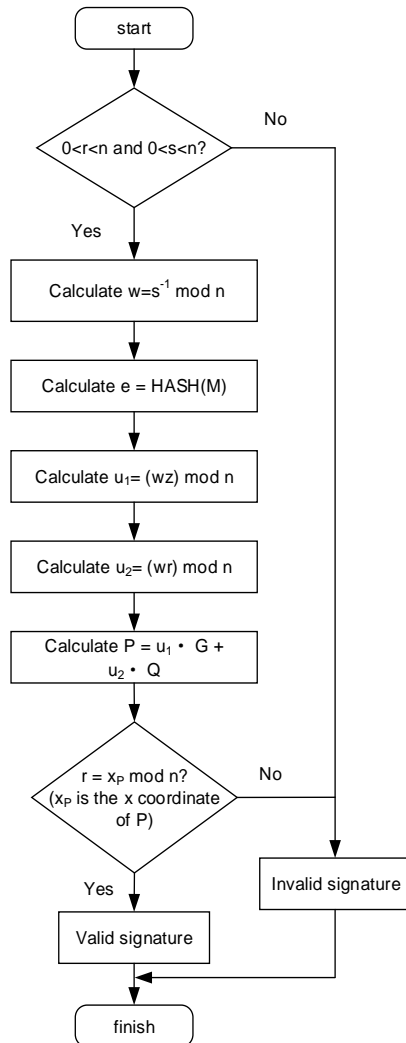 start
0<r<n and 0<s<n?
No
Yes
Calculate w=s⁻¹ mod n
Calculate e = HASH(M)
Calculate u₁= (wz) mod n
Calculate u₂= (wr) mod n
Calculate P = u₁ • G +
u₂ • Q
r = xₚ mod n?
(xₚ is the x coordinate
of P)
No
Yes
Invalid signature
Valid signature
finish